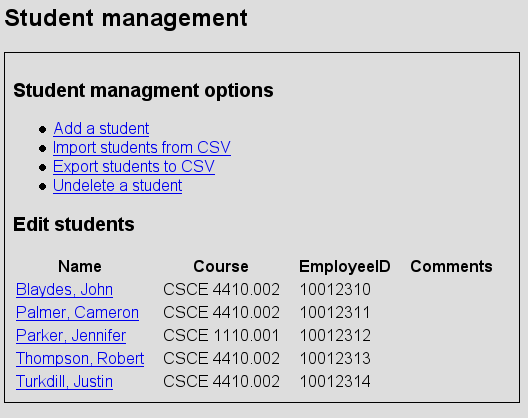 Student management
Student managment options
Add a student
Import students from CSV
Export students to CSV
Undelete a student
Edit students
Name Course EmployeeID Comments
Blaydes, John CSCE 4410.002 10012310
Palmer, Cameron CSCE 4410.002 10012311
Parker, Jennifer CSCE 1110.001 10012312
Thompson, Robert CSCE 4410.002 10012313
Turkdill, Justin CSCE 4410.002 10012314